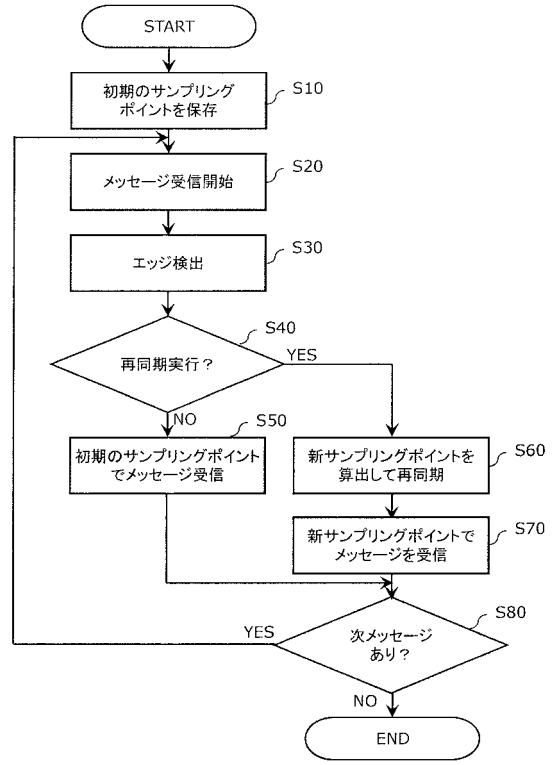 START
初期のサンプリング
ポイントを保存
S10
メッセージ受信開始
S20
エッジ検出
S30
再同期実行？
S40
YES
NO
初期のサンプリングポイント
でメッセージ受信
S50
新サンプリングポイントを
算出して再同期
S60
新サンプリングポイントで
メッセージを受信
S70
次メッセージ
あり？
S80
YES
NO
END